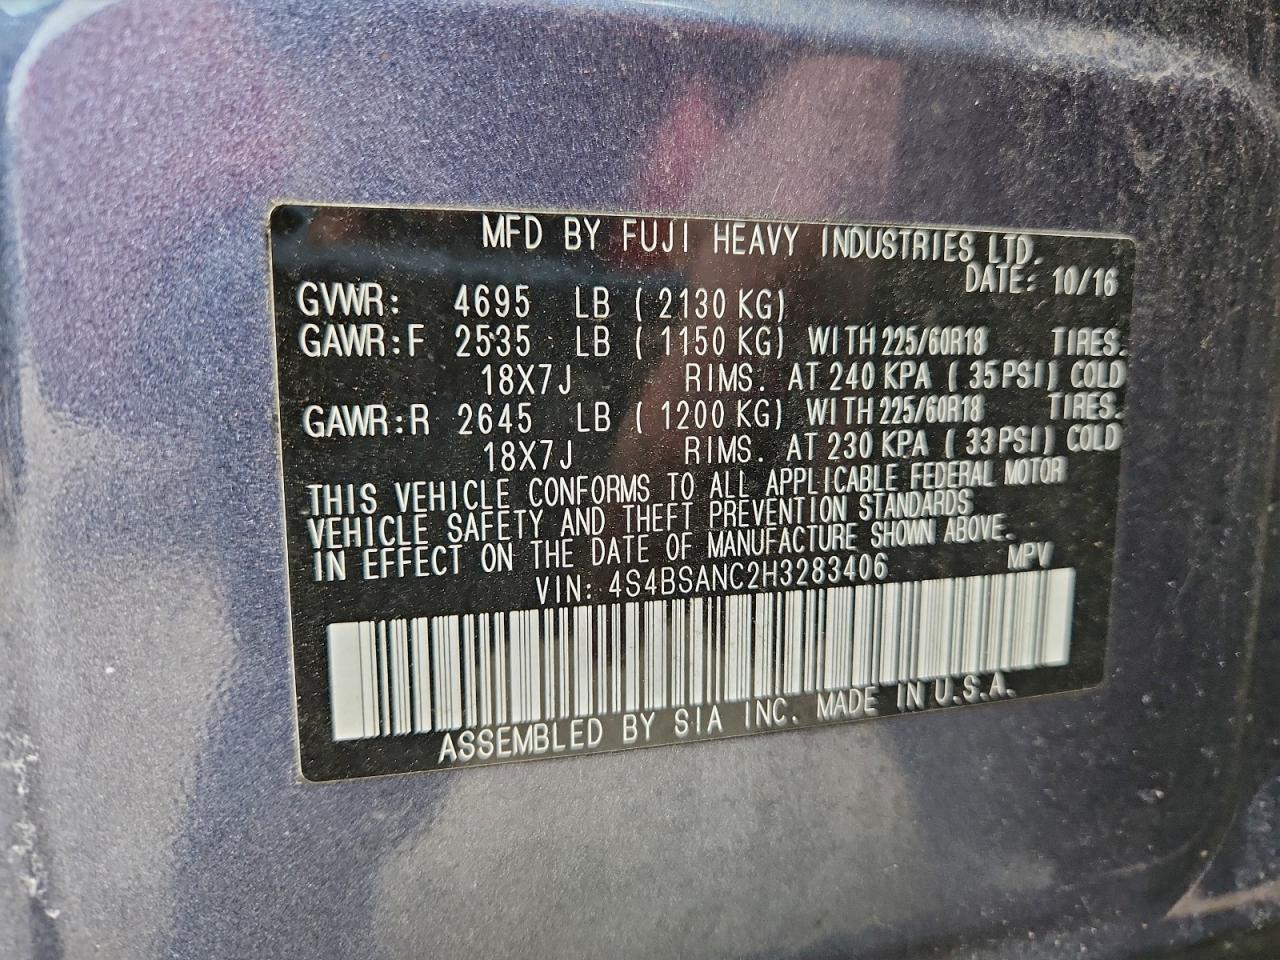 MFD BY FUJI HEAVY INDUSTRIES LTD.
DATE: 10/16
GVWR: 4695 LB ( 2130 KG)
GAWR:F 2535 LB ( 1150 KG) WITH 225/60R18 TIRES.
18X7J RIMS. AT 240 KPA ( 35PSI) COLD
GAWR:R 2645 LB ( 1200 KG) WITH 225/60R18 TIRES.
18X7J RIMS. AT 230 KPA ( 33PSI) COLD
THIS VEHICLE CONFORMS TO ALL APPLICABLE FEDERAL MOTOR
VEHICLE SAFETY AND THEFT PREVENTION STANDARDS
IN EFFECT ON THE DATE OF MANUFACTURE SHOWN ABOVE.
VIN: 4S4BSANC2H3283406 MPV
ASSEMBLED BY SIA INC. MADE IN U.S.A.